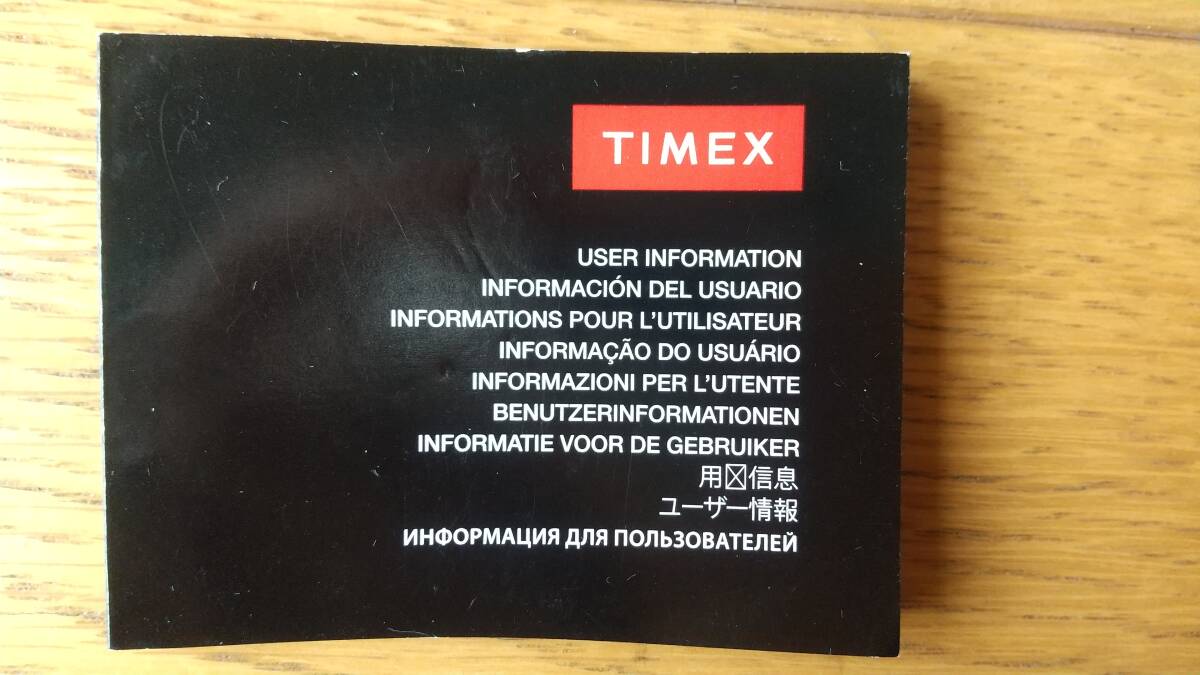 TIMEX
USER INFORMATION
INFORMACIÓN DEL USUARIO
INFORMATIONS POUR L'UTILISATEUR
INFORMAÇÃO DO USUÁRIO
INFORMAZIONI PER L'UTENTE
BENUTZERINFORMATIONEN
INFORMATIE VOOR DE GEBRUIKER
用☒信息
ユーザー情報
ИНФОРМАЦИЯ ДЛЯ ПОЛЬЗОВАТЕЛЕЙ